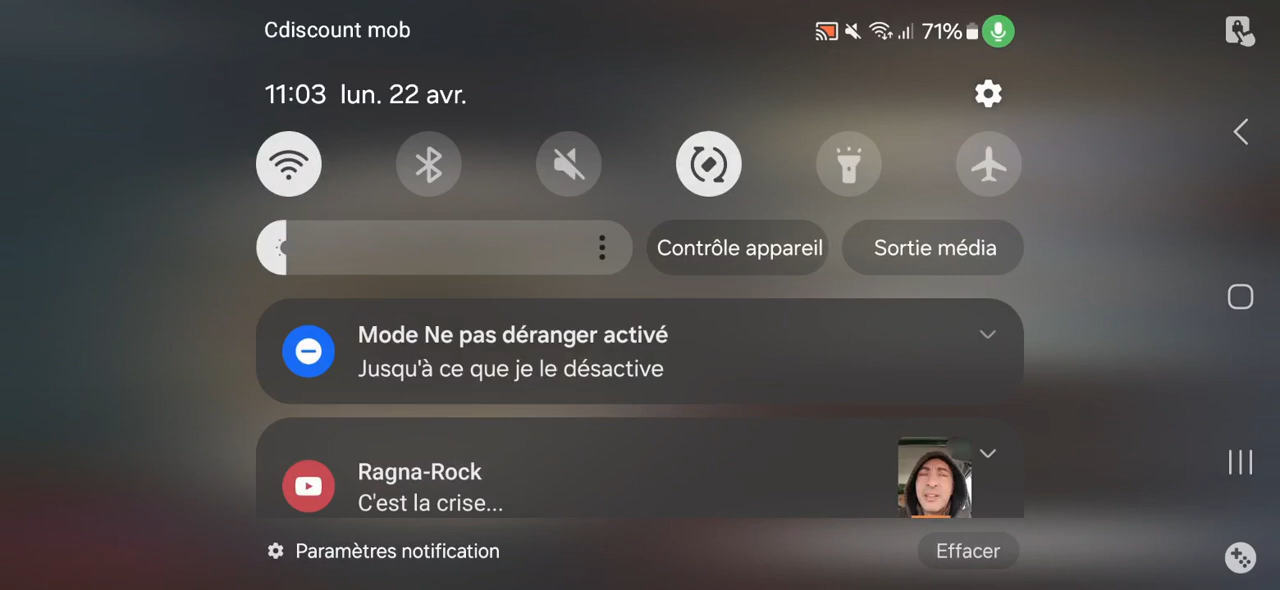 Cdiscount mob
71%
11:03 lun. 22 avr.
Contrôle appareil
Sortie média
Mode Ne pas déranger activé
Jusqu'à ce que je le désactive
Ragna-Rock
C'est la crise...
Paramètres notification
Effacer